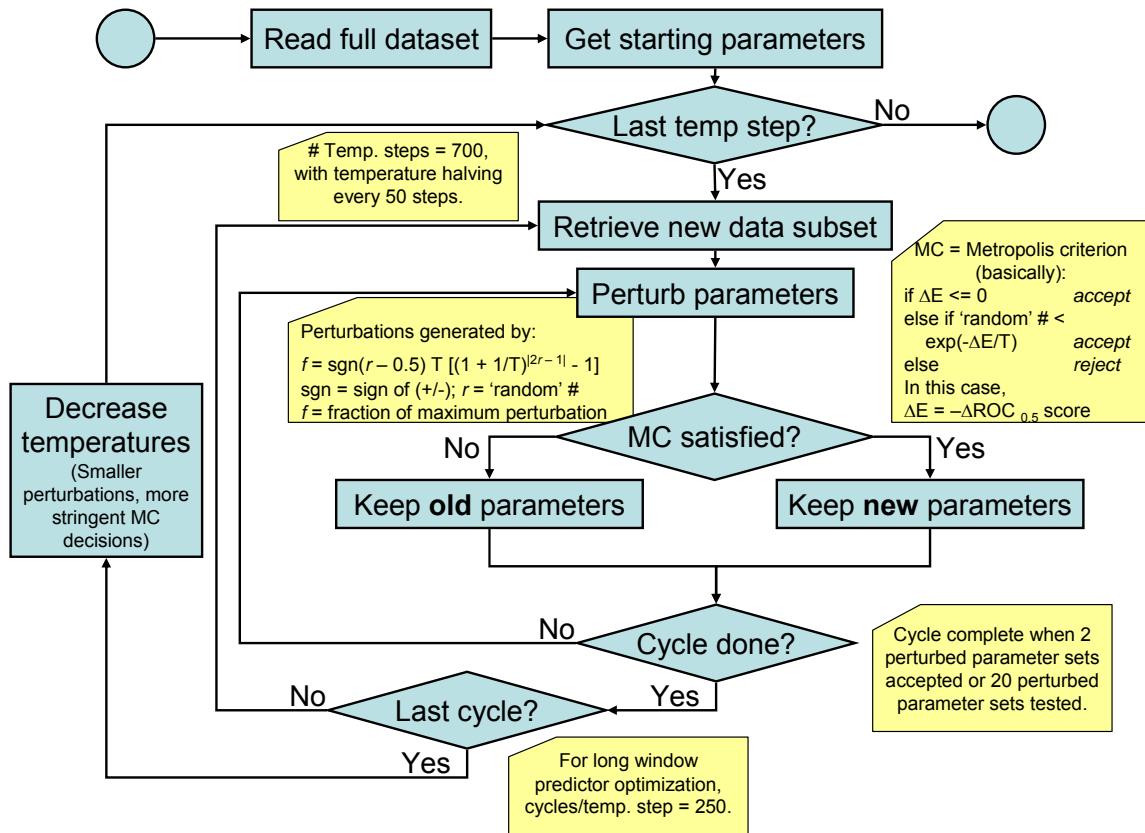 Read full dataset
Get starting parameters
Last temp step?
No
Yes
# Temp. steps = 700,
with temperature halving
every 50 steps.
Retrieve new data subset
MC = Metropolis criterion
(basically):
if ΔE <= 0 accept
else if ‘random’ # <
exp(-ΔE/T) accept
else reject
In this case,
ΔE = –ΔROC 0.5 score
Perturb parameters
Perturbations generated by:
f = sgn(r – 0.5) T [(1 + 1/T)|2r – 1| - 1]
sgn = sign of (+/-); r = ‘random’ #
f = fraction of maximum perturbation
Decrease
temperatures
(Smaller
perturbations, more
stringent MC
decisions)
MC satisfied?
No
Yes
Keep old parameters
Keep new parameters
Cycle done?
No
Yes
Cycle complete when 2
perturbed parameter sets
accepted or 20 perturbed
parameter sets tested.
Last cycle?
No
Yes
For long window
predictor optimization,
cycles/temp. step = 250.